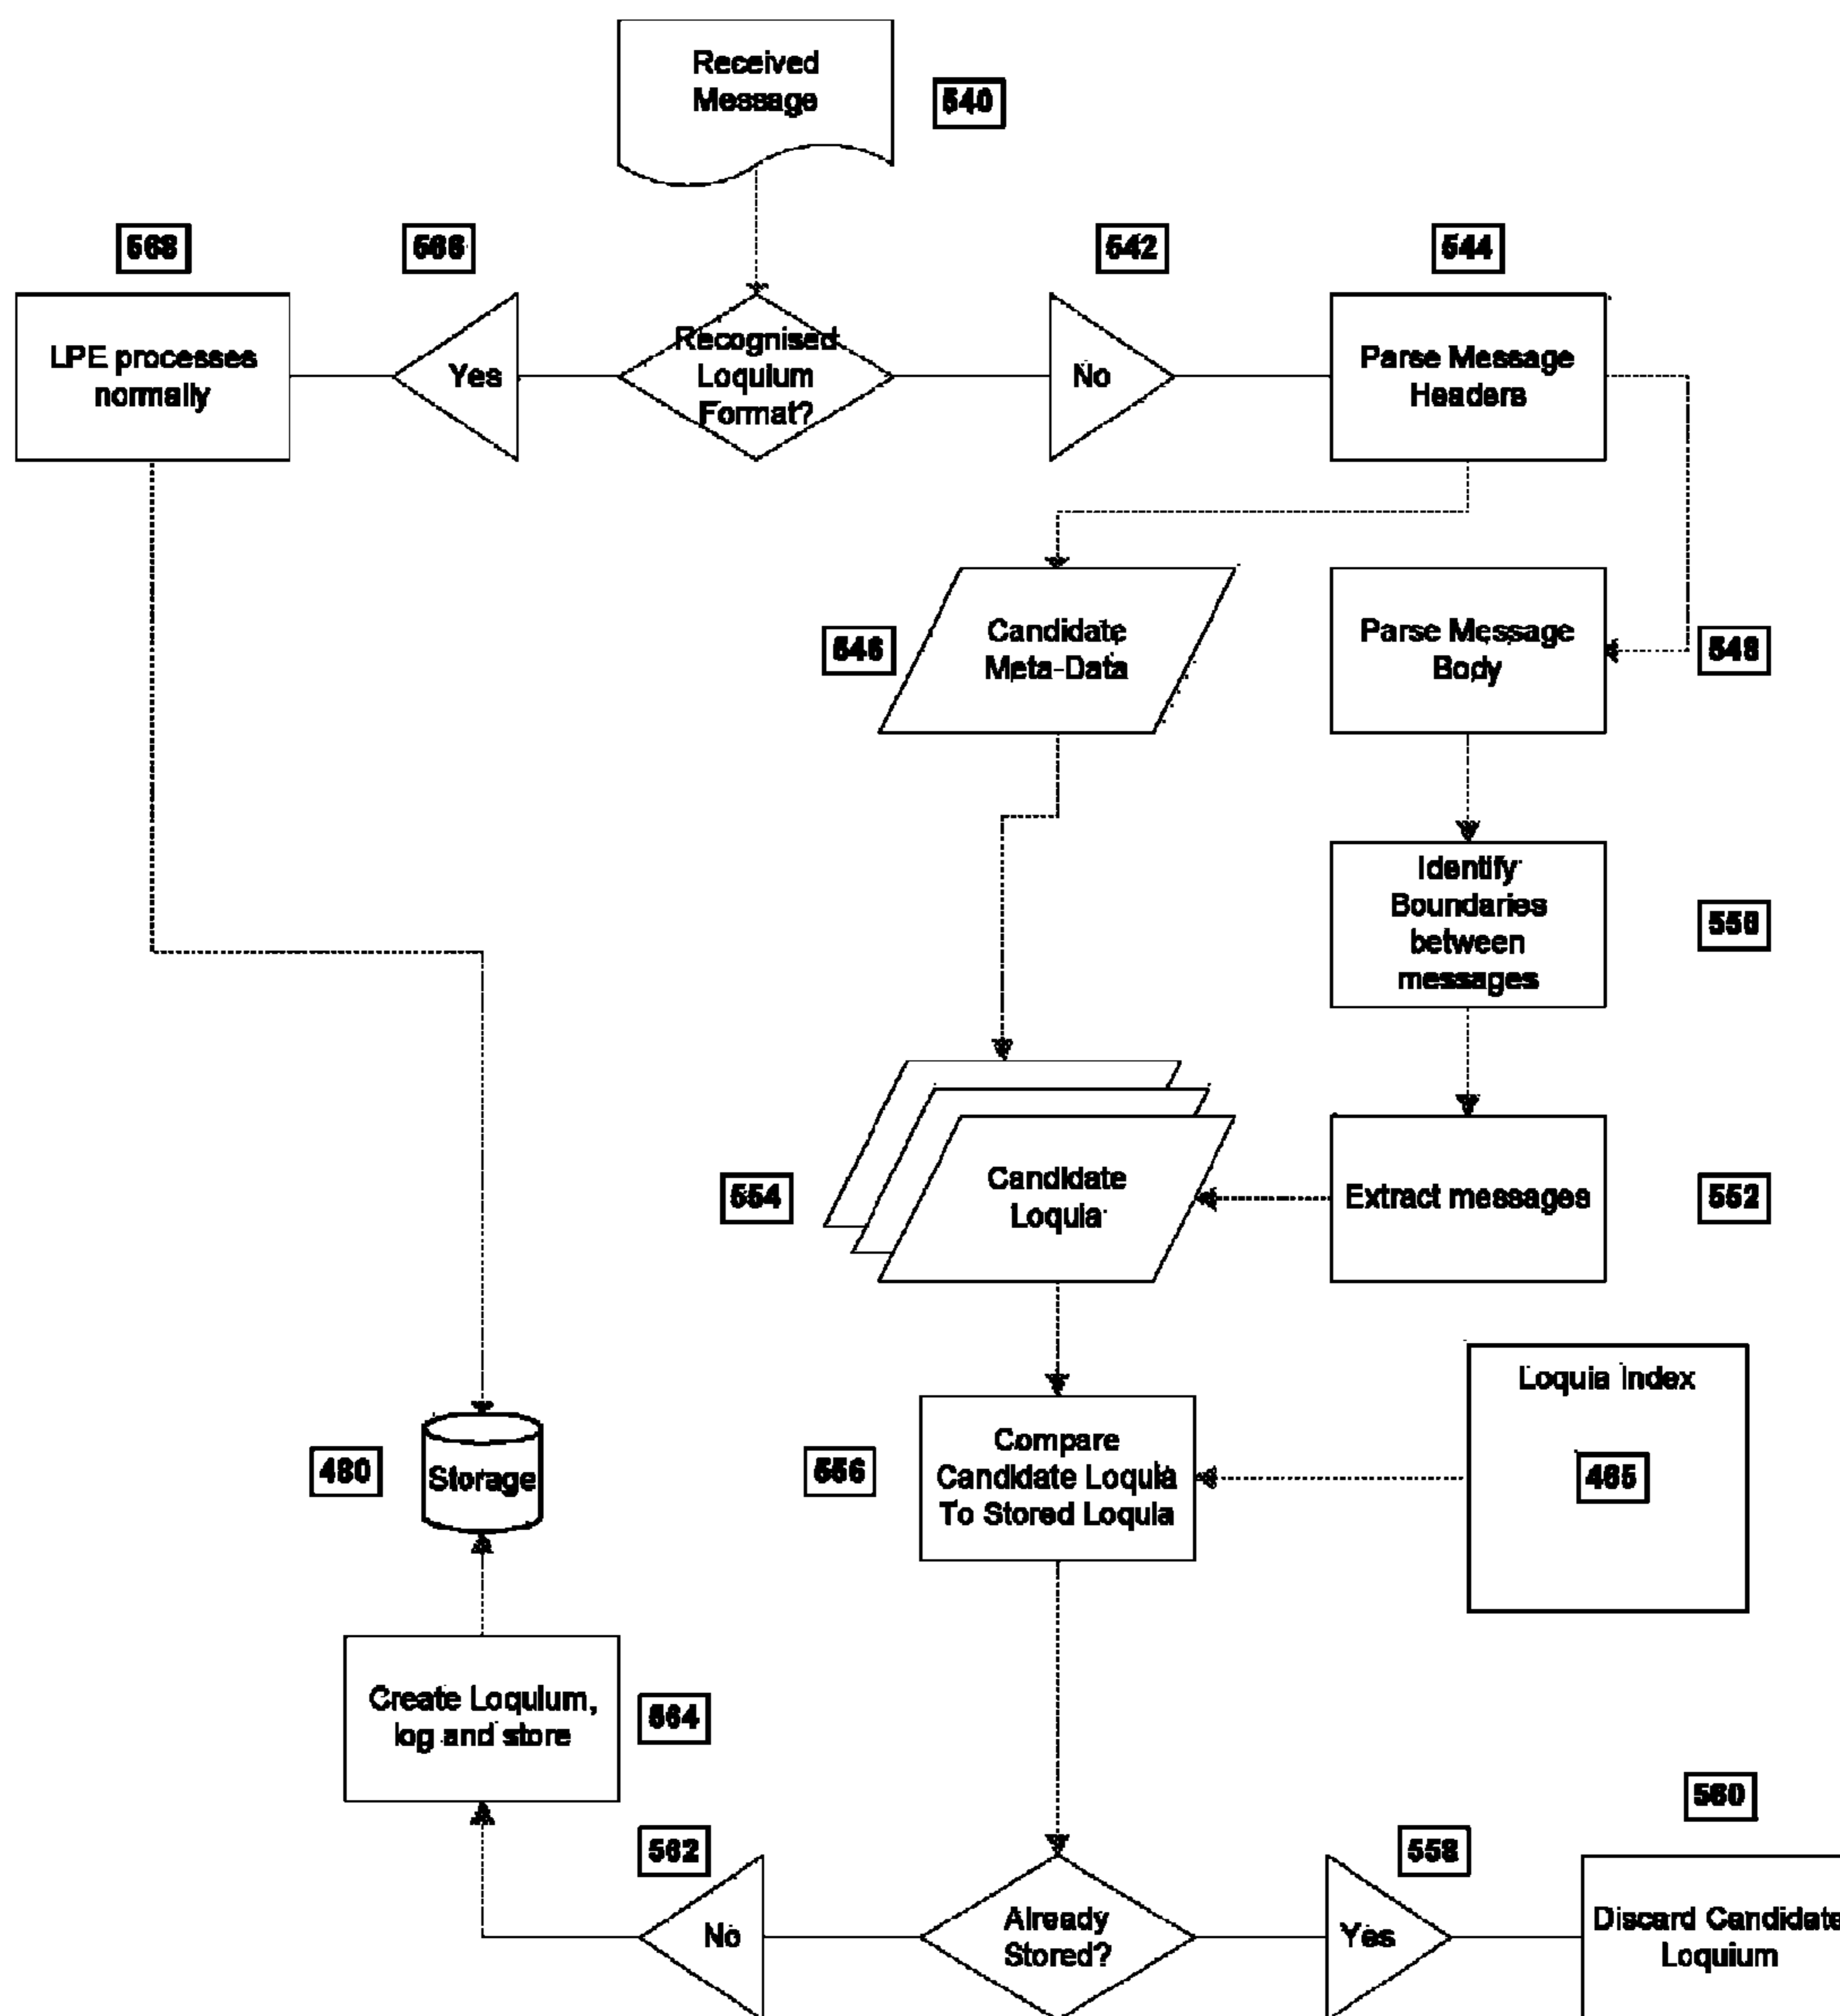 Received
Message
540
568
566
542
544
LPE processes
normally
Yes
Recognised
Loquium
Format?
No
Parse Message
Headers
546
Candidate
Meta-Data
Parse Message
Body
548
Identify
Boundaries
between
messages
550
554
Candidate
Loquia
Extract messages
552
Loquia Index
480
Storage
556
Compare
Candidate Loquia
To Stored Loquia
465
Create Loquium,
log and store
564
560
562
558
No
Already
Stored?
Yes
Discard Candidate
Loquium